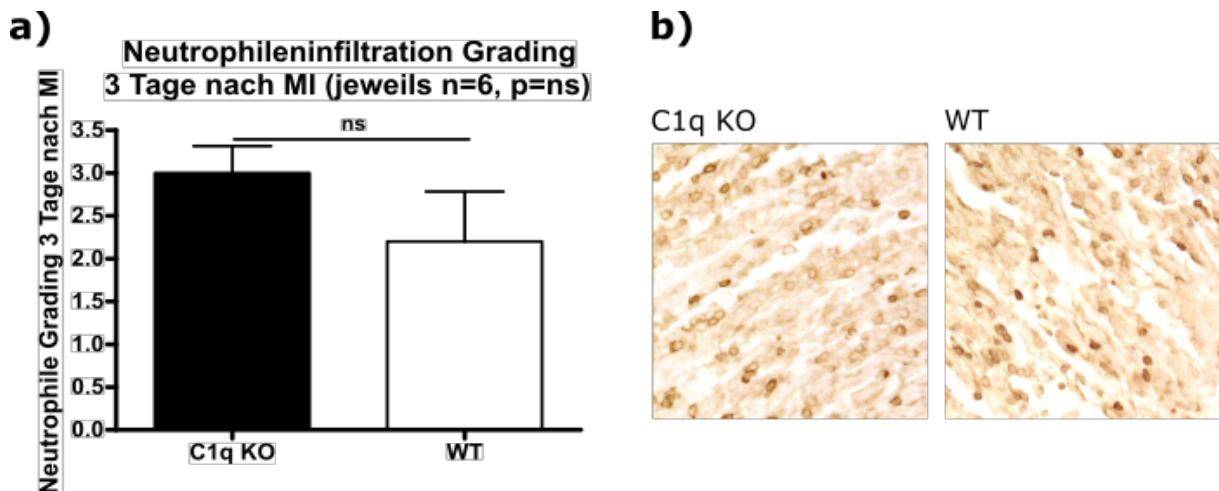 a)
Neutrophileninfiltration Grading
3 Tage nach MI (jeweils n=6, p=ns)
Neutrophile Grading 3 Tage nach MI
3.5
3.0
2.5
2.0
1.5
1.0
0.5
0.0
ns
C1q KO
WT
b)
C1q KO
WT